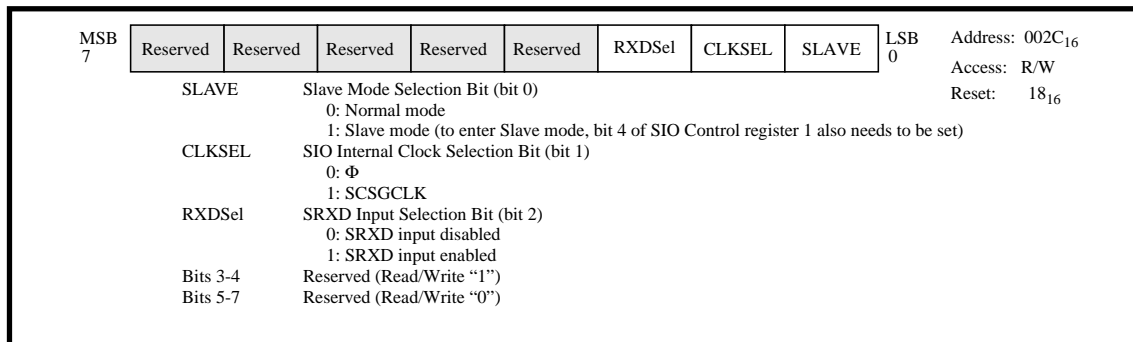 MSB 7 Reserved Reserved Reserved Reserved Reserved RXDSel CLKSEL SLAVE LSB 0
Address: 002C16
Access: R/W
Reset: 1816
SLAVE Slave Mode Selection Bit (bit 0)
0: Normal mode
1: Slave mode (to enter Slave mode, bit 4 of SIO Control register 1 also needs to be set)
CLKSEL SIO Internal Clock Selection Bit (bit 1)
0: Φ
1: SCSGCLK
RXDSel SRXD Input Selection Bit (bit 2)
0: SRXD input disabled
1: SRXD input enabled
Bits 3-4 Reserved (Read/Write “1”)
Bits 5-7 Reserved (Read/Write “0”)